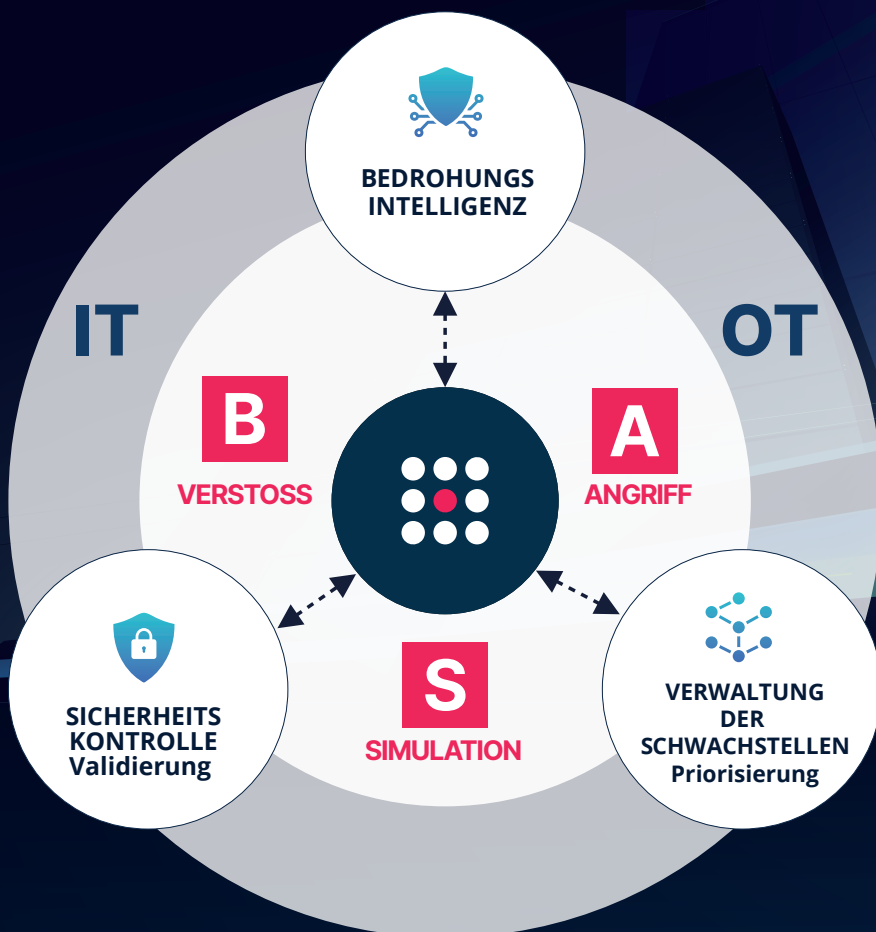 BEDROHUNGS
INTELLIGENZ
IT
OT
B
VERSTOSS
A
ANGRIFF
SICHERHEITS
KONTROLLE
Validierung
S
SIMULATION
VERWALTUNG
DER
SCHWACHSTELLEN
Priorisierung